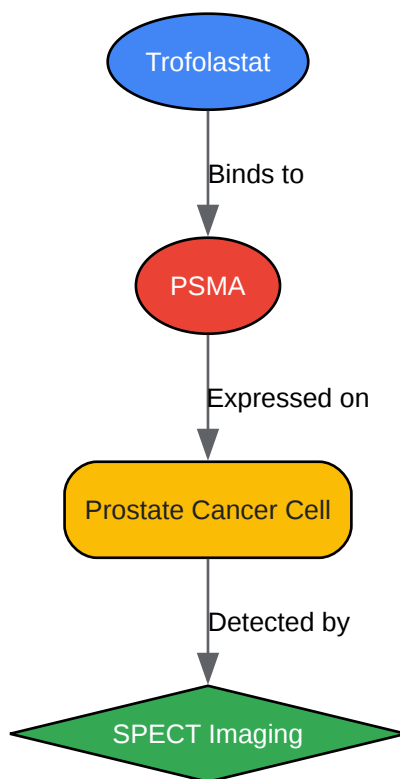 Trofolastat
Binds to
PSMA
Expressed on
Prostate Cancer Cell
Detected by
SPECT Imaging